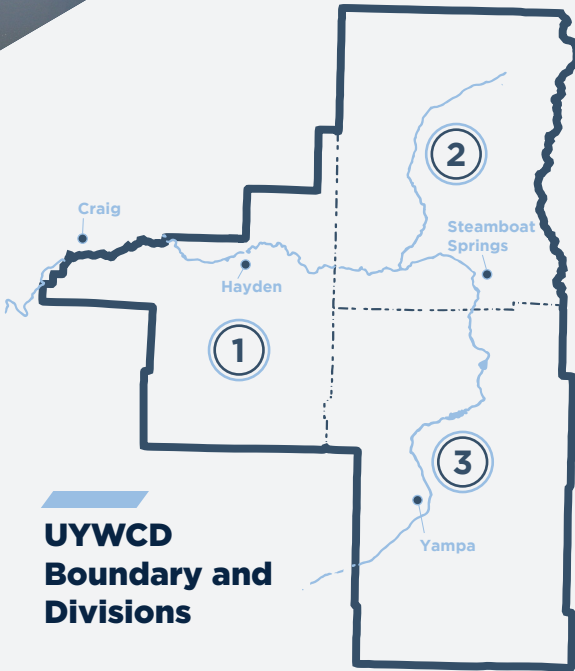 2
Craig
Steamboat
Springs
Hayden
1
3
Yampa
UYWCD
Boundary and
Divisions